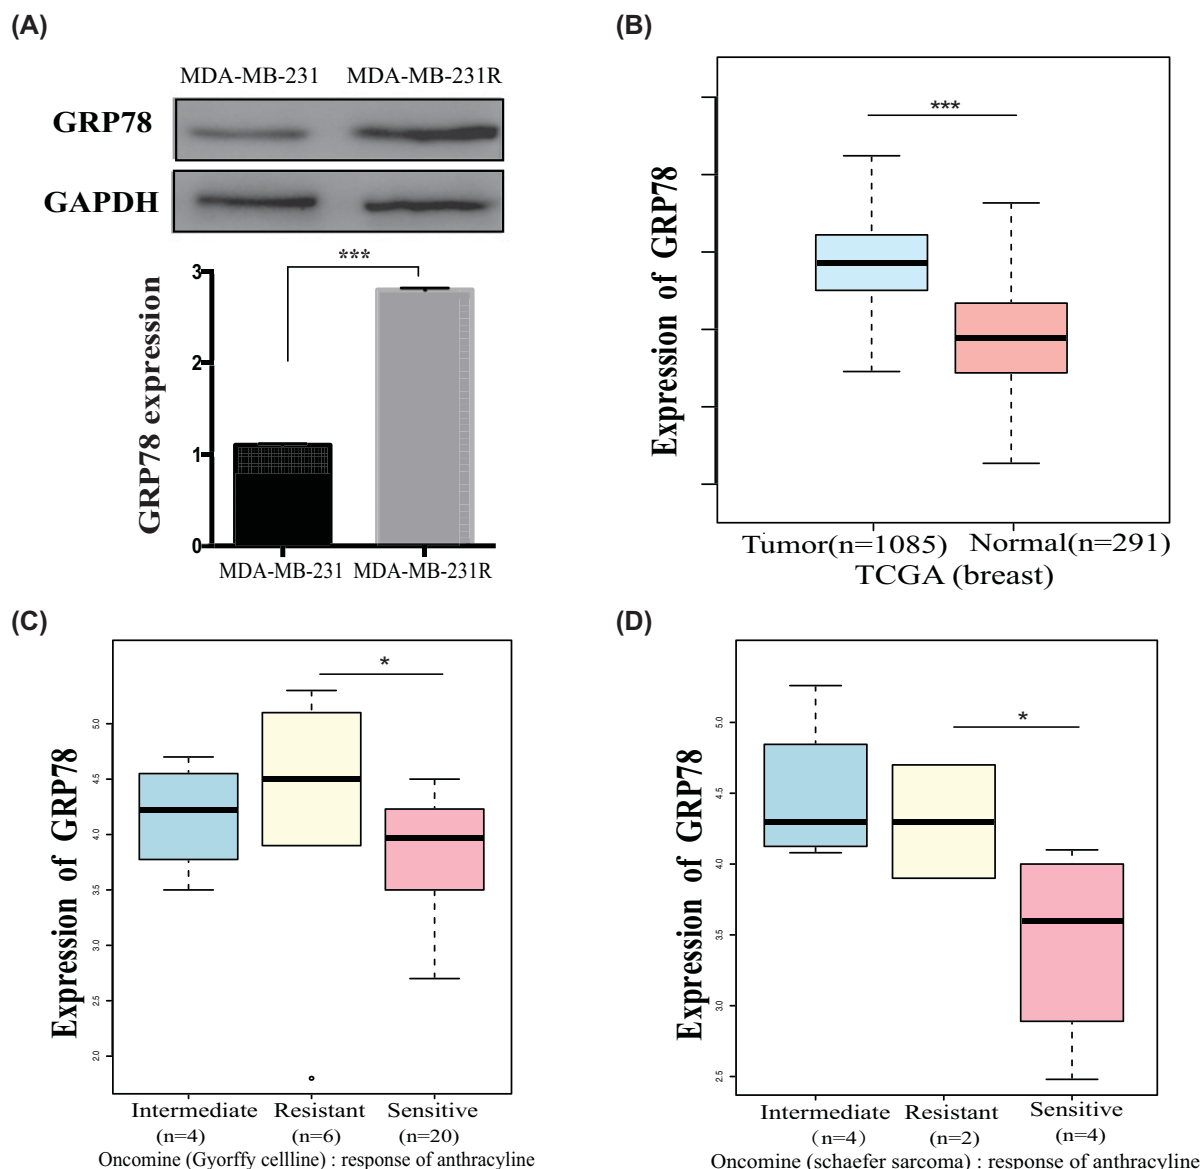 (A)
MDA-MB-231 MDA-MB-231R
GRP78
GAPDH
***
GRP78 expression
3
2
1
0
MDA-MB-231 MDA-MB-231R
(B)
***
Expression of GRP78
Tumor(n=1085) Normal(n=291)
TCGA (breast)
(C)
*
Expression of GRP78
5.0
4.5
4.0
3.5
3.0
2.5
2.0
Intermediate Resistant Sensitive
(n=4) (n=6) (n=20)
Oncomine (Gyorffy cellline) : response of anthracyline
(D)
*
Expression of GRP78
5.0
4.5
4.0
3.5
3.0
2.5
Intermediate Resistant Sensitive
(n=4) (n=2) (n=4)
Oncomine (schaefer sarcoma) : response of anthracyline